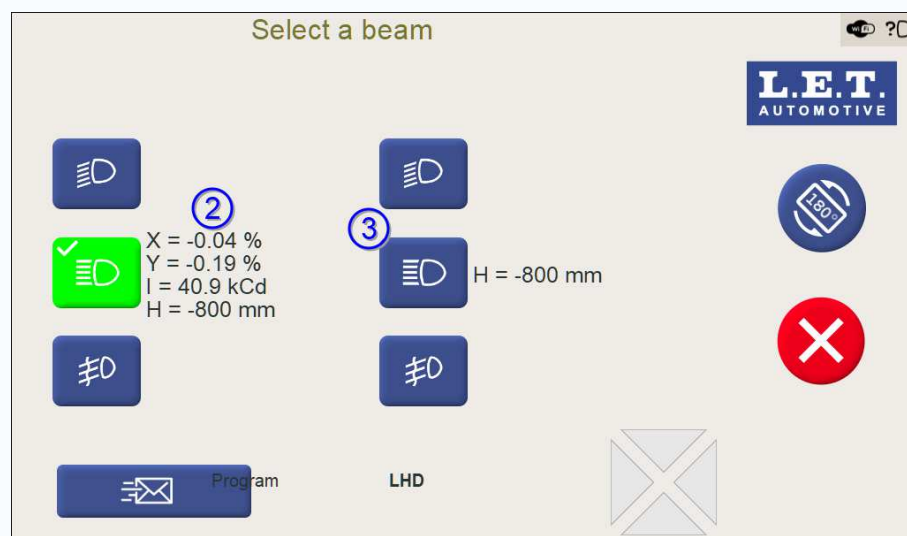 Select a beam
WiFi ?
L.E.T.
AUTOMOTIVE
180°
2
X = -0.04 %
Y = -0.19 %
I = 40.9 kCd
H = -800 mm
3
H = -800 mm
Program
LHD